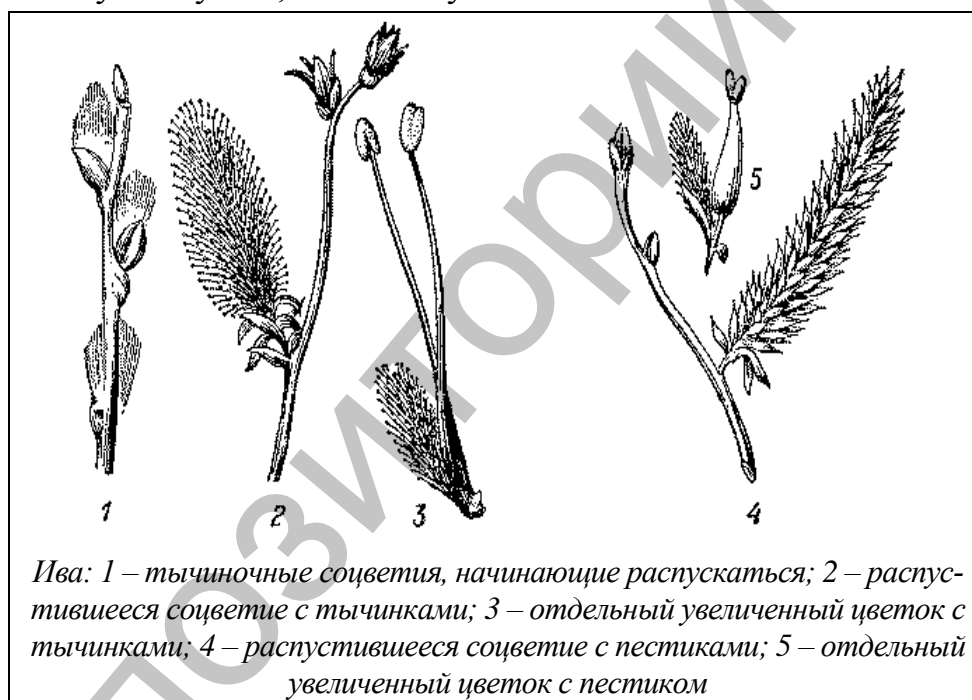 1
2
3
4
5
Ива: 1 – тычиночные соцветия, начинающие распускаться; 2 – распус-
тившееся соцветие с тычинками; 3 – отдельный увеличенный цветок с
тычинками; 4 – распустившееся соцветие с пестиками; 5 – отдельный
увеличенный цветок с пестиком
позитори